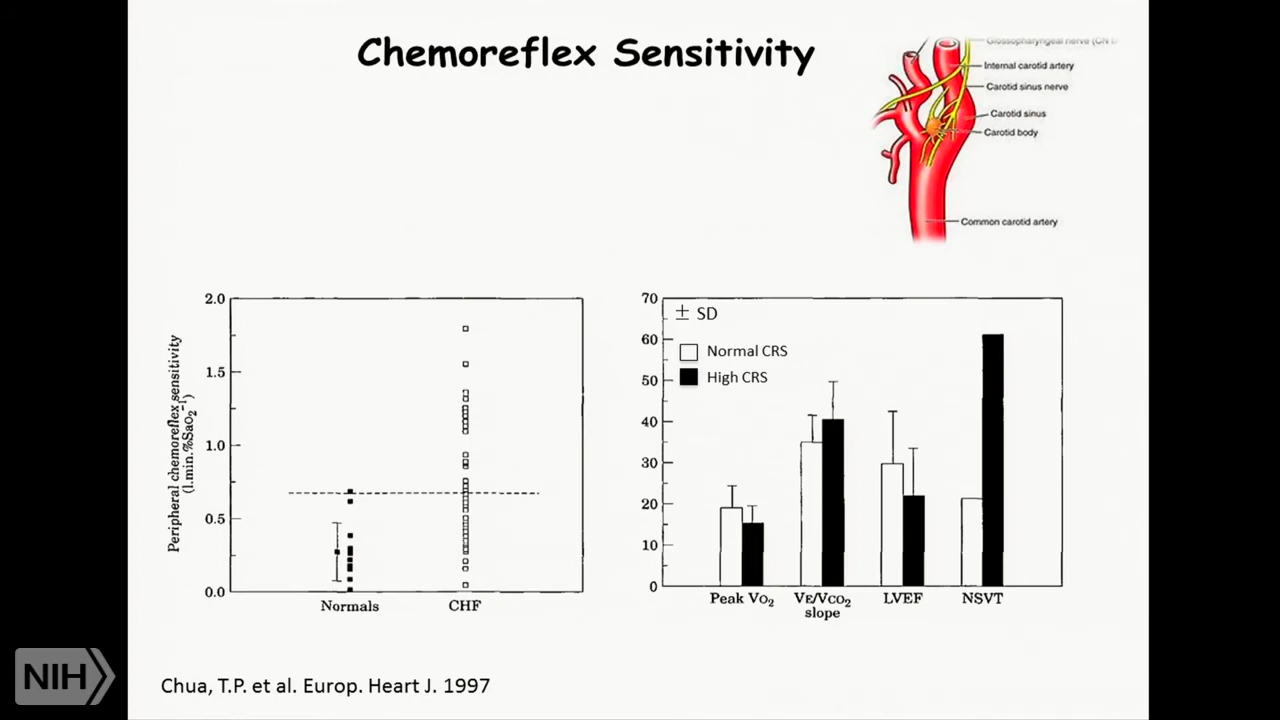 Chemoreflex Sensitivity
Glossopharyngeal nerve (CN
Internal carotid artery
Carotid sinus nerve
Carotid sinus
Carotid body
Common carotid artery
Peripheral chemoreflex sensitivity
(l.min.%SaO₂⁻¹)
2.0
1.5
1.0
0.5
0.0
Normals
CHF
70
60
50
40
30
20
10
0
± SD
Normal CRS
High CRS
Peak VO₂
VE/VCO₂
slope
LVEF
NSVT
NIH
Chua, T.P. et al. Europ. Heart J. 1997